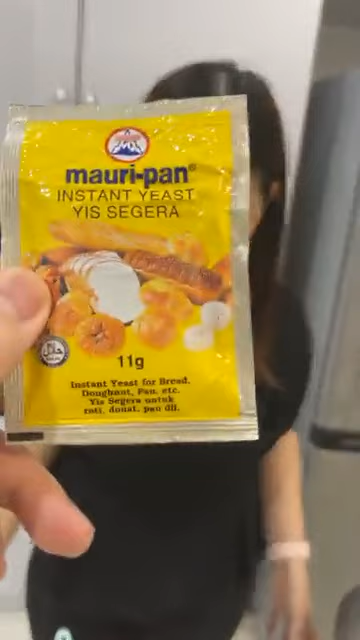 mauri-pan®
INSTANT YEAST
YIS SEGERA
11g
Instant Yeast for Bread,
Doughnut, Pau, etc.
Yis Segera untuk
roti, donat, pau dll.